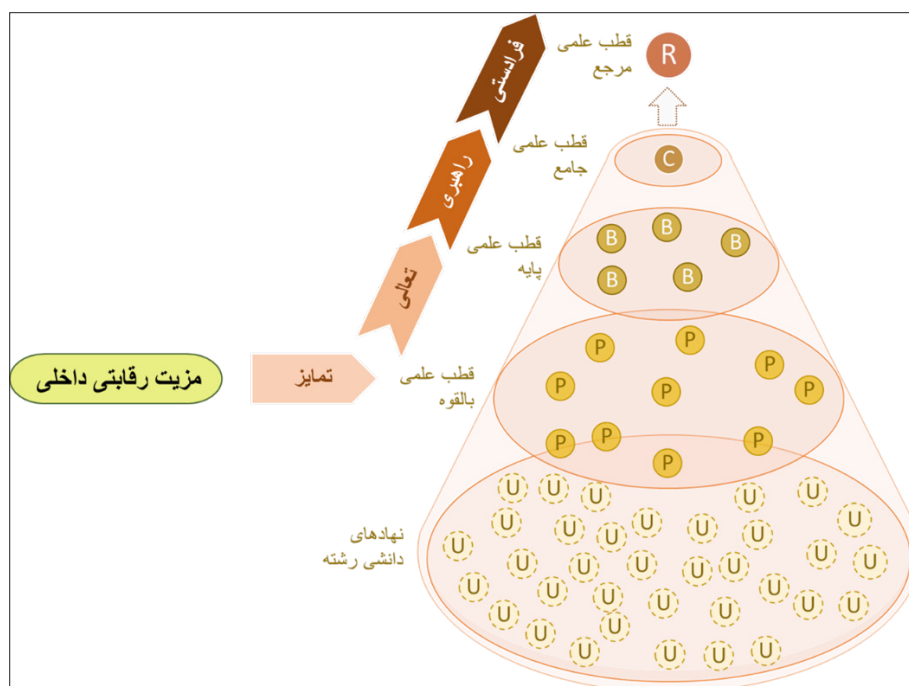 فرادستی
قطب علمی
مرجع
R
راهبری
قطب علمی
جامع
C
تعالی
قطب علمی
پایه
B B B
B B
مزیت رقابتی داخلی
تمایز
قطب علمی
بالقوه
P P P
P P P
P P P P
نهادهای
دانشی رشته
U U U U U
U U U U U U U
U U U U U U U U
U U U U U U U U
U U U U U U U